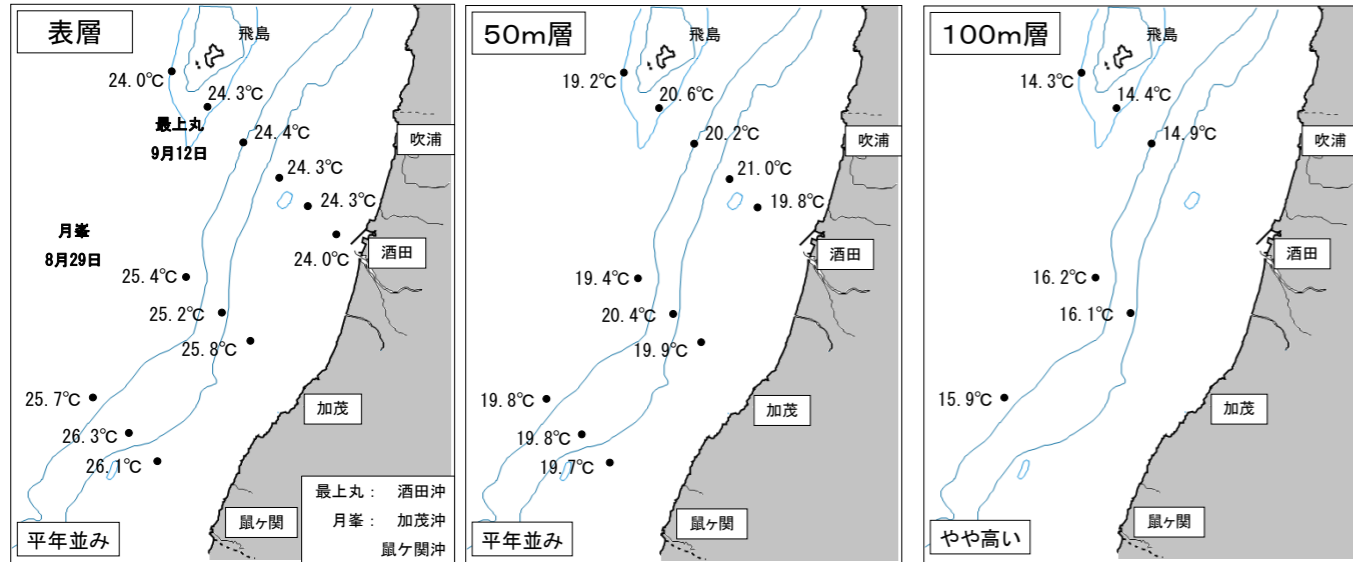 表層
飛島
24.0℃
24.3℃
最上丸
9月12日
24.4℃
吹浦
24.3℃
24.3℃
月峯
8月29日
24.0℃
酒田
25.4℃
25.2℃
25.8℃
25.7℃
加茂
26.3℃
26.1℃
最上丸： 酒田沖
月峯： 加茂沖
鼠ケ関沖
鼠ヶ関
平年並み
50m層
飛島
19.2℃
20.6℃
20.2℃
吹浦
21.0℃
19.8℃
酒田
19.4℃
20.4℃
19.9℃
19.8℃
加茂
19.8℃
19.7℃
鼠ヶ関
平年並み
100m層
飛島
14.3℃
14.4℃
14.9℃
吹浦
酒田
16.2℃
16.1℃
15.9℃
加茂
鼠ヶ関
やや高い